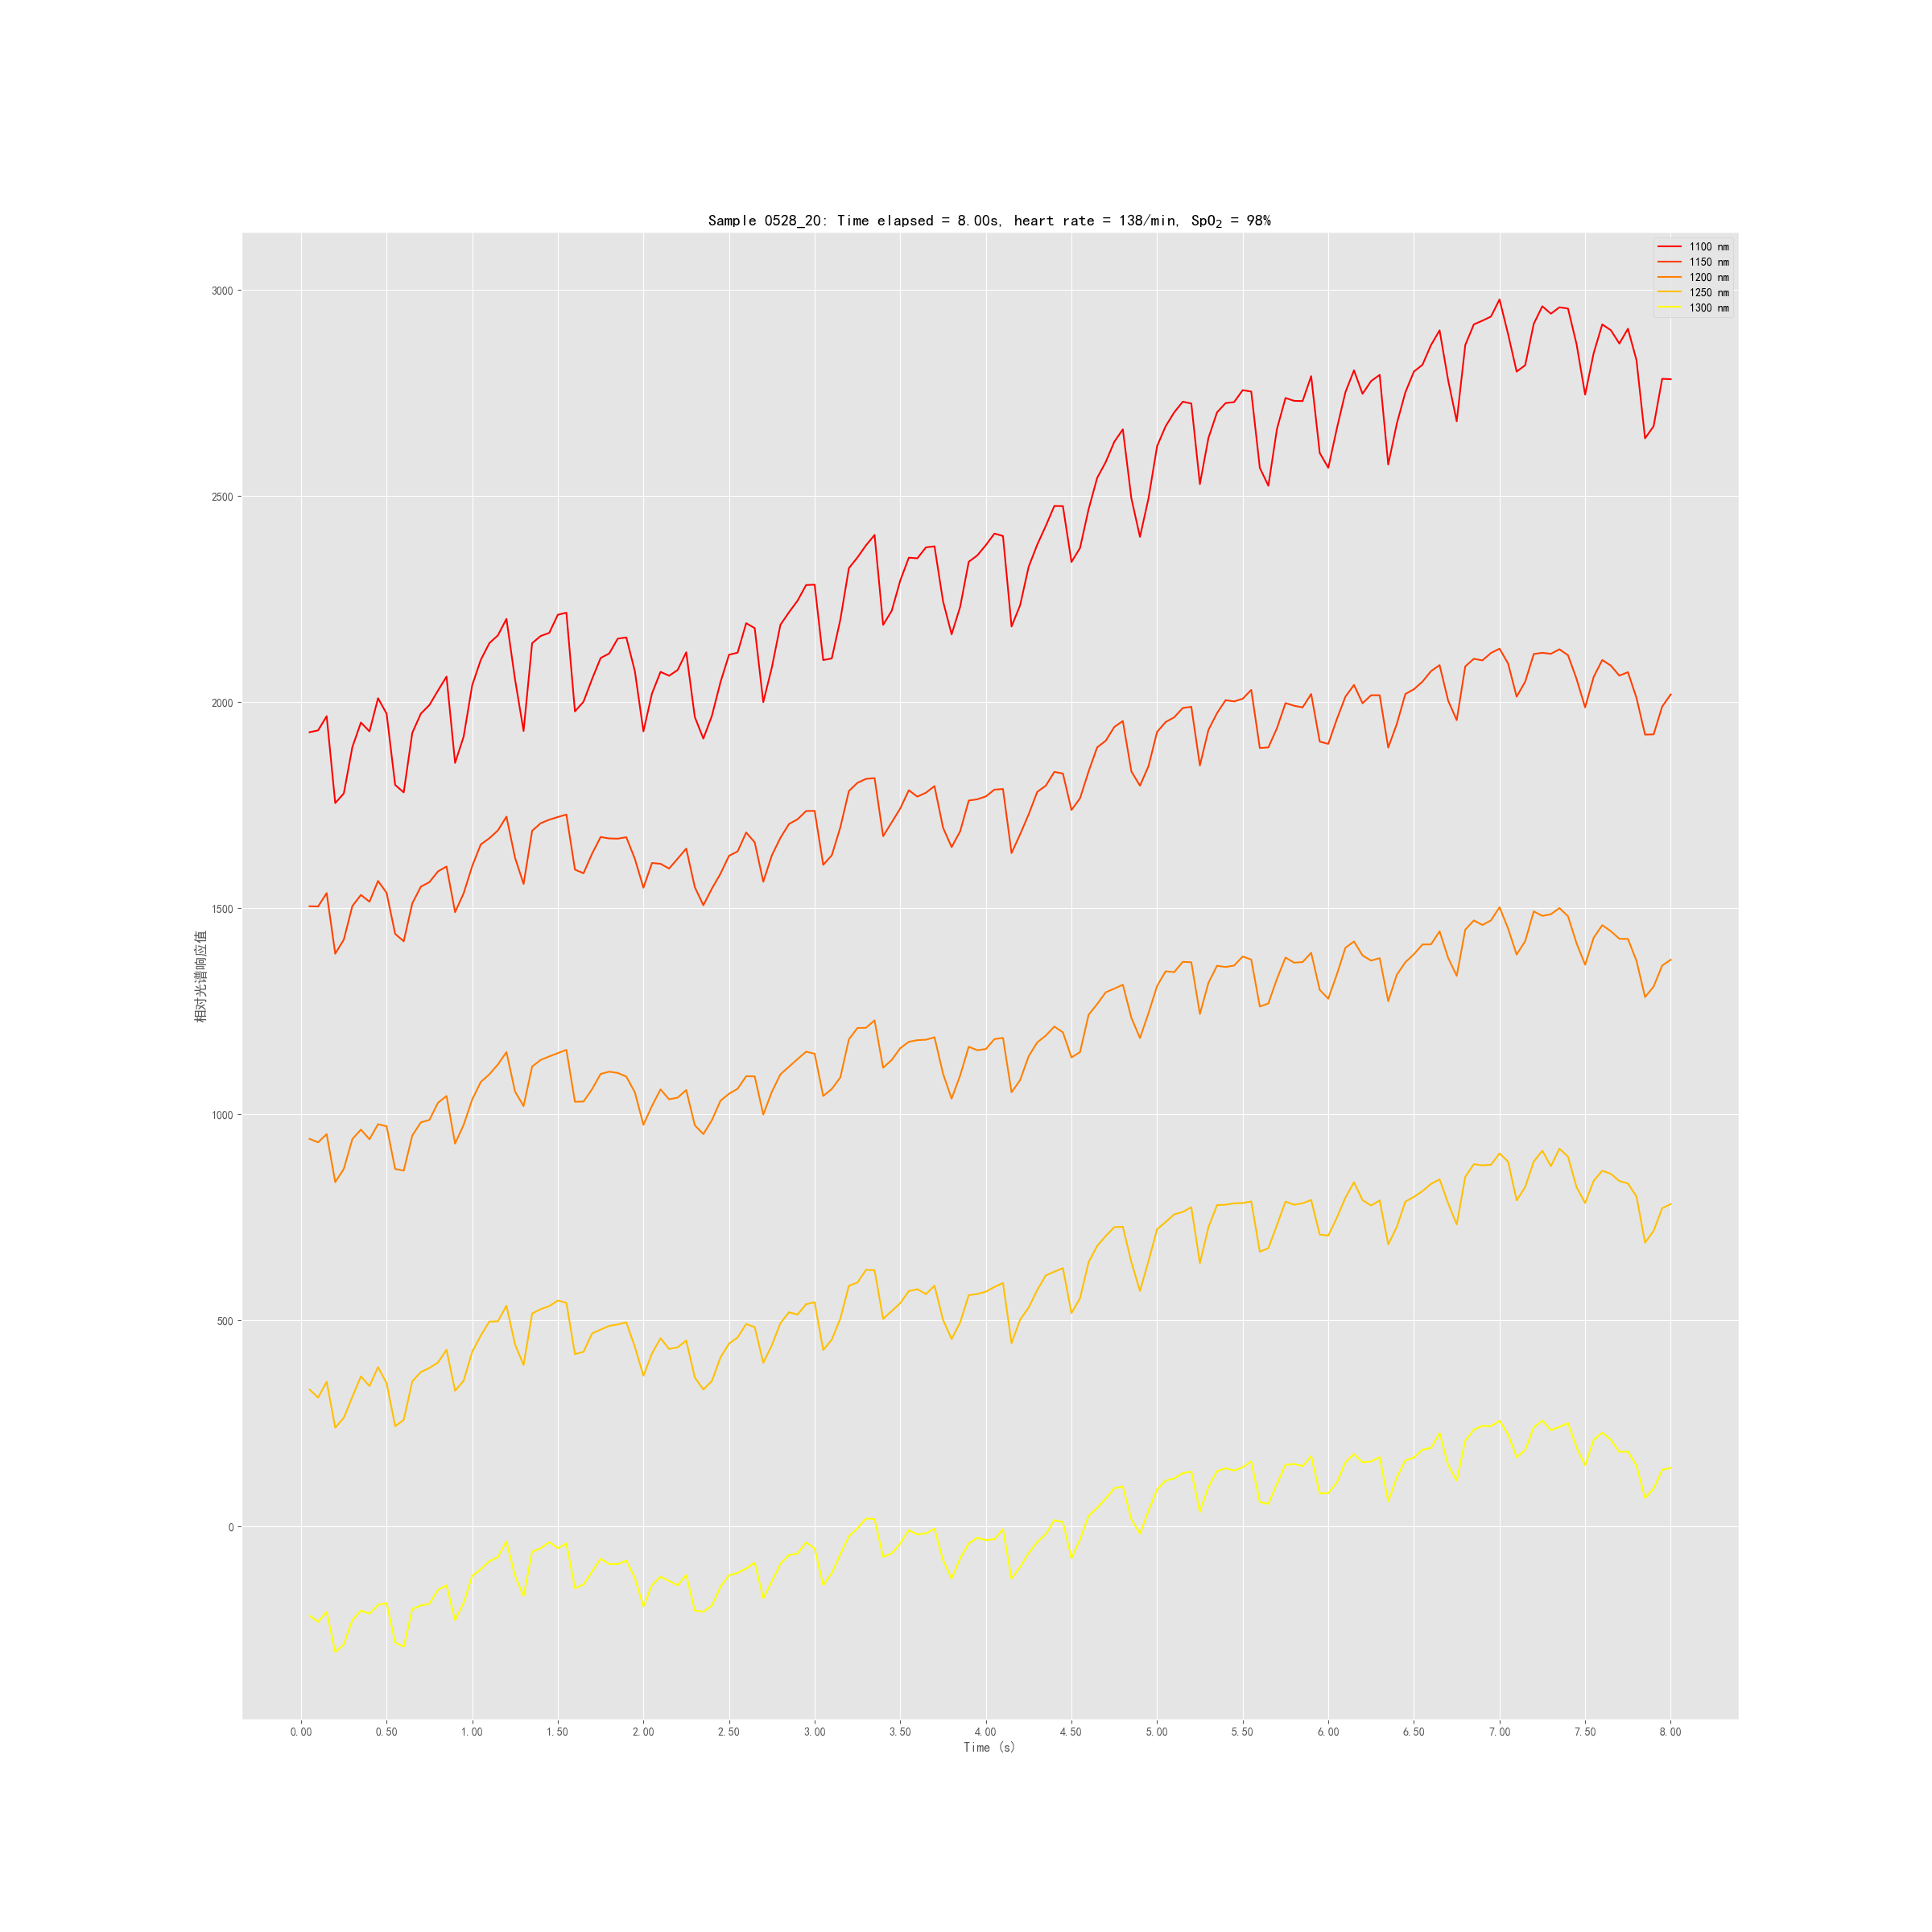 Sample 0528_20: Time elapsed = 8.00s, heart rate = 138/min, SpO2 = 98%
1100 nm
1150 nm
1200 nm
1250 nm
1300 nm
3000
2500
2000
1500
1000
500
0
相对光谱响应值
0.00 0.50 1.00 1.50 2.00 2.50 3.00 3.50 4.00 4.50 5.00 5.50 6.00 6.50 7.00 7.50 8.00
Time (s)